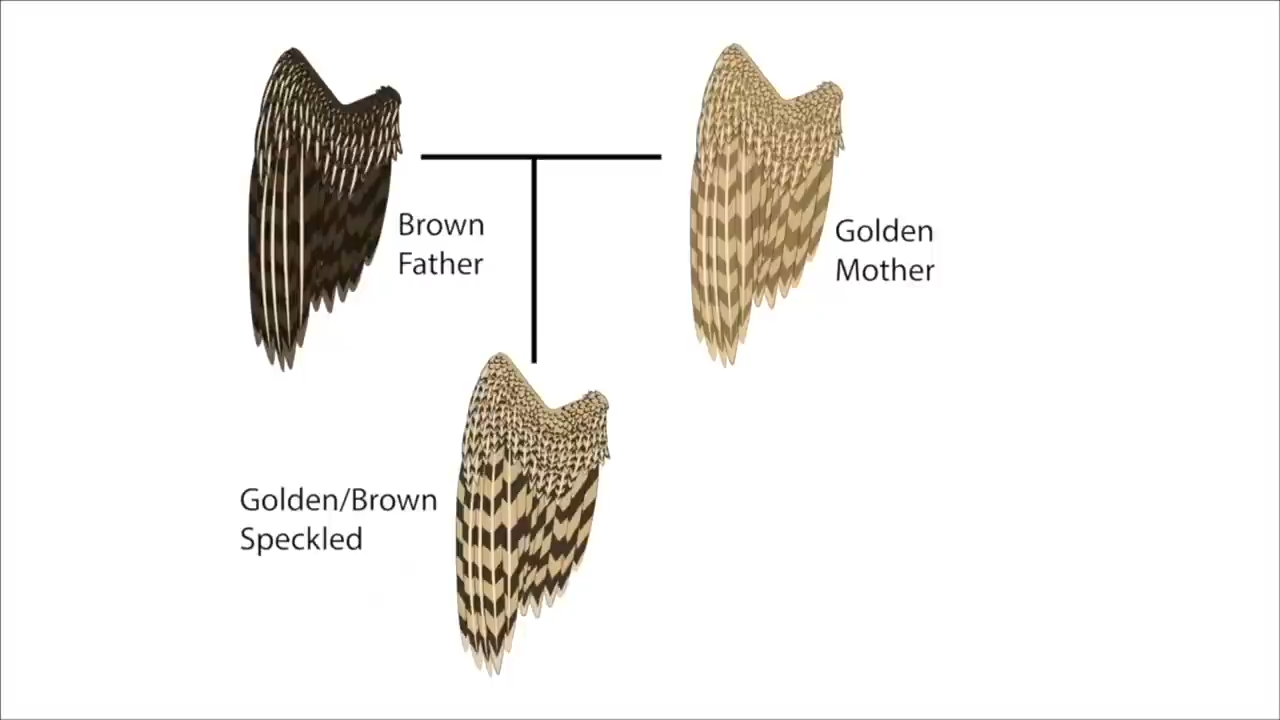 Brown
Father
Golden
Mother
Golden/Brown
Speckled